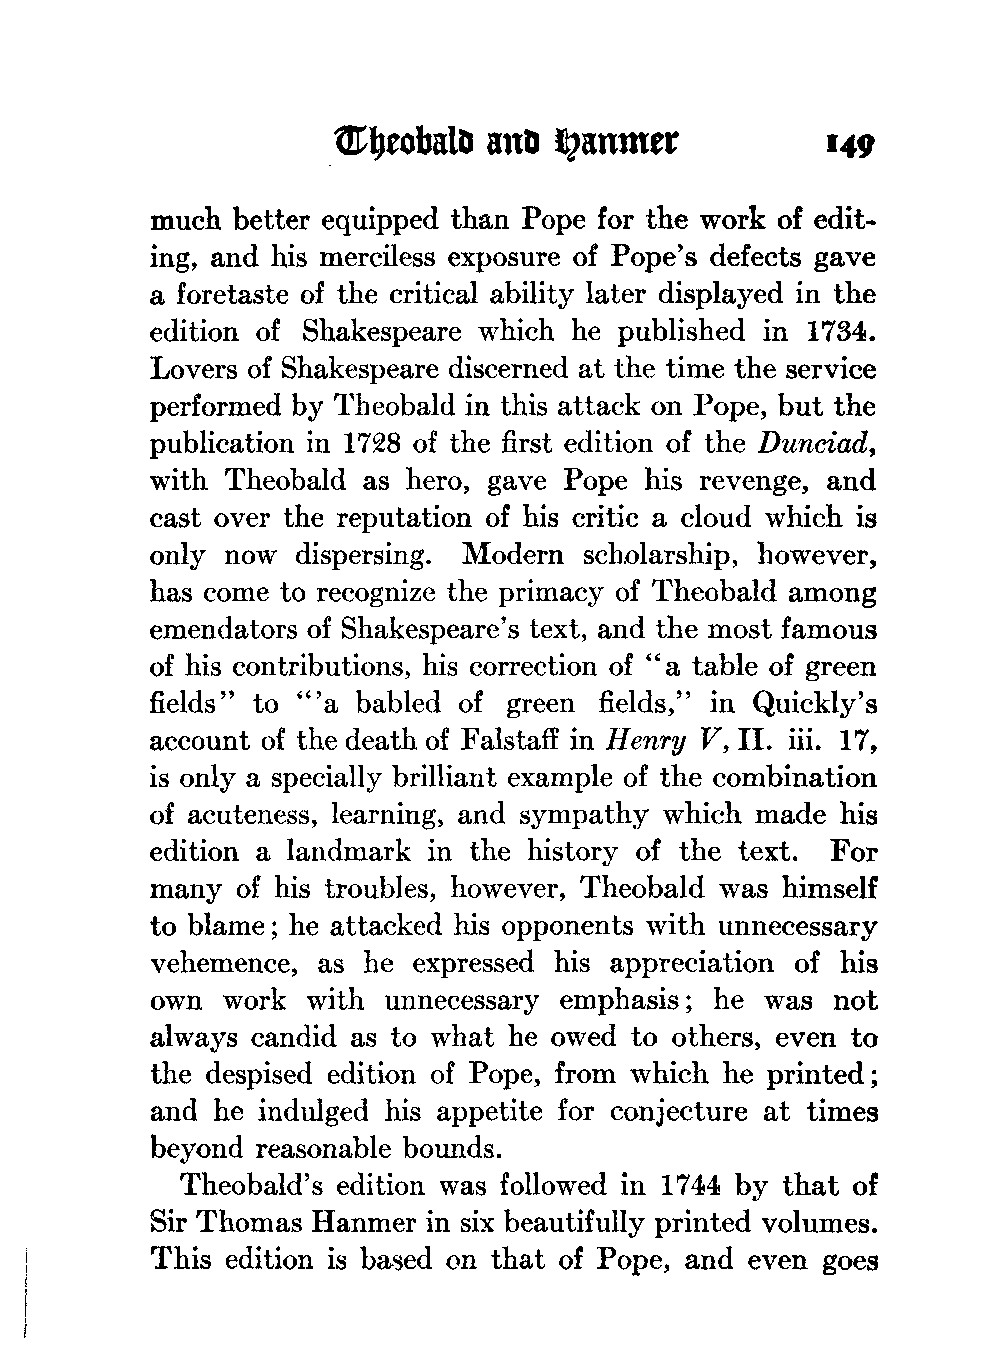 Theobald and Hanmer 149
much better equipped than Pope for the work of edit-
ing, and his merciless exposure of Pope's defects gave
a foretaste of the critical ability later displayed in the
edition of Shakespeare which he published in 1734.
Lovers of Shakespeare discerned at the time the service
performed by Theobald in this attack on Pope, but the
publication in 1728 of the first edition of the Dunciad,
with Theobald as hero, gave Pope his revenge, and
cast over the reputation of his critic a cloud which is
only now dispersing. Modern scholarship, however,
has come to recognize the primacy of Theobald among
emendators of Shakespeare's text, and the most famous
of his contributions, his correction of "a table of green
fields" to "'a babled of green fields," in Quickly's
account of the death of Falstaff in Henry V, II. iii. 17,
is only a specially brilliant example of the combination
of acuteness, learning, and sympathy which made his
edition a landmark in the history of the text. For
many of his troubles, however, Theobald was himself
to blame; he attacked his opponents with unnecessary
vehemence, as he expressed his appreciation of his
own work with unnecessary emphasis; he was not
always candid as to what he owed to others, even to
the despised edition of Pope, from which he printed;
and he indulged his appetite for conjecture at times
beyond reasonable bounds.
Theobald's edition was followed in 1744 by that of
Sir Thomas Hanmer in six beautifully printed volumes.
This edition is based on that of Pope, and even goes